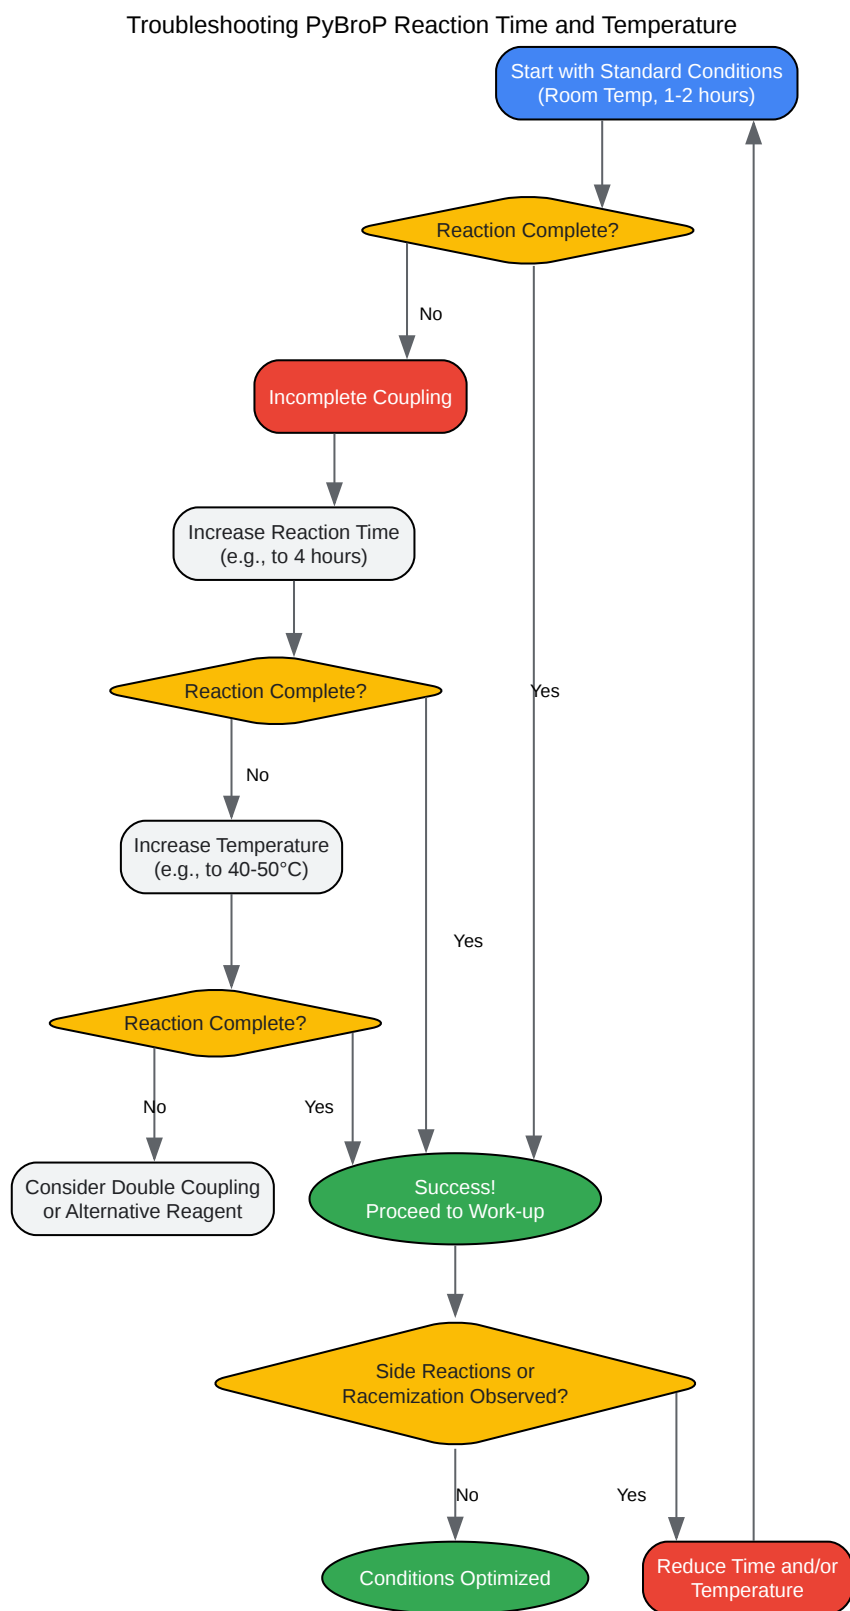 Troubleshooting PyBroP Reaction Time and Temperature
Start with Standard Conditions
(Room Temp, 1-2 hours)
Reaction Complete?
No
Incomplete Coupling
Increase Reaction Time
(e.g., to 4 hours)
Reaction Complete?
Yes
No
Increase Temperature
(e.g., to 40-50°C)
Yes
Reaction Complete?
No
Yes
Consider Double Coupling
or Alternative Reagent
Success!
Proceed to Work-up
Side Reactions or
Racemization Observed?
No
Yes
Conditions Optimized
Reduce Time and/or
Temperature